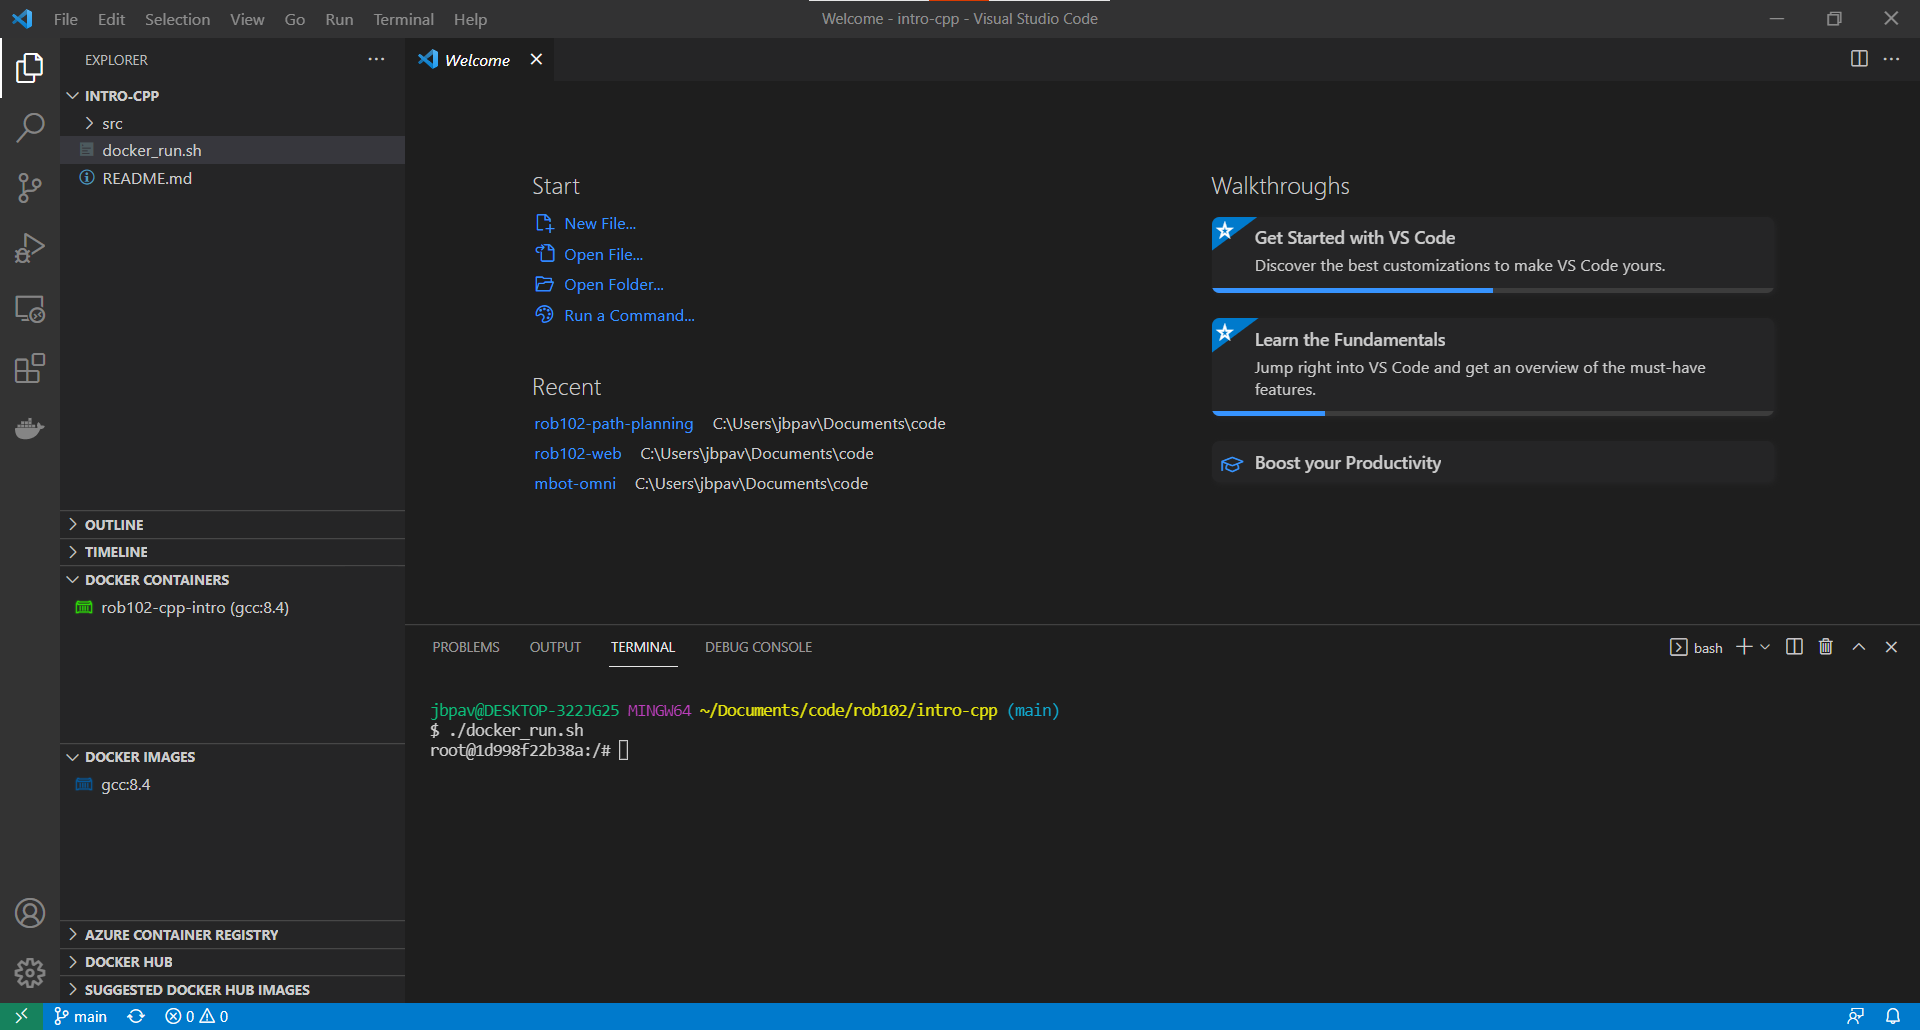 File Edit Selection View Go Run Terminal Help
Welcome - intro-cpp - Visual Studio Code
EXPLORER
INTRO-CPP
src
docker_run.sh
README.md
OUTLINE
TIMELINE
DOCKER CONTAINERS
rob102-cpp-intro (gcc:8.4)
DOCKER IMAGES
gcc:8.4
AZURE CONTAINER REGISTRY
DOCKER HUB
SUGGESTED DOCKER HUB IMAGES
Welcome
Start
New File...
Open File...
Open Folder...
Run a Command...
Recent
rob102-path-planning C:\Users\jbpav\Documents\code
rob102-web C:\Users\jbpav\Documents\code
mbot-omni C:\Users\jbpav\Documents\code
Walkthroughs
Get Started with VS Code
Discover the best customizations to make VS Code yours.
Learn the Fundamentals
Jump right into VS Code and get an overview of the must-have
features.
Boost your Productivity
PROBLEMS OUTPUT TERMINAL DEBUG CONSOLE
bash
jbpav@DESKTOP-322JG25 MINGW64 ~/Documents/code/rob102/intro-cpp (main)
$ ./docker_run.sh
root@1d998f22b38a:/#
main 0 0